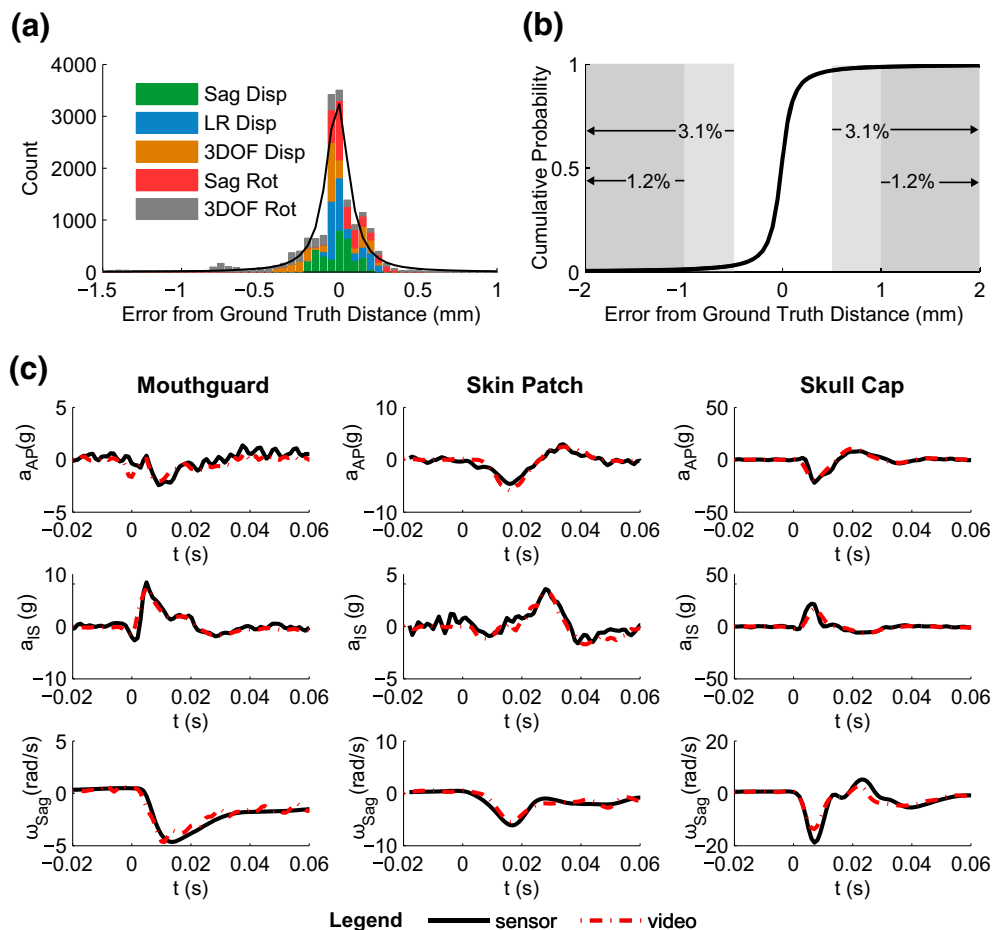 (a)
4000
3000
2000
1000
0
Count
Sag Disp
LR Disp
3DOF Disp
Sag Rot
3DOF Rot
−1.5 −1 −0.5 0 0.5 1
Error from Ground Truth Distance (mm)
(b)
1
0.5
0
Cumulative Probability
3.1% 3.1%
1.2% 1.2%
−2 −1 0 1 2
Error from Ground Truth Distance (mm)
(c)
Mouthguard Skin Patch Skull Cap
5
0
−5
a_AP(g)
−0.02 0 0.02 0.04 0.06
t (s)
10
0
−10
a_AP(g)
−0.02 0 0.02 0.04 0.06
t (s)
50
0
−50
a_AP(g)
−0.02 0 0.02 0.04 0.06
t (s)
10
0
−10
a_IS(g)
−0.02 0 0.02 0.04 0.06
t (s)
5
0
−5
a_IS(g)
−0.02 0 0.02 0.04 0.06
t (s)
50
0
−50
a_IS(g)
−0.02 0 0.02 0.04 0.06
t (s)
5
0
−5
ω_Sag(rad/s)
−0.02 0 0.02 0.04 0.06
t (s)
10
0
−10
ω_Sag(rad/s)
−0.02 0 0.02 0.04 0.06
t (s)
20
0
−20
ω_Sag(rad/s)
−0.02 0 0.02 0.04 0.06
t (s)
Legend sensor video